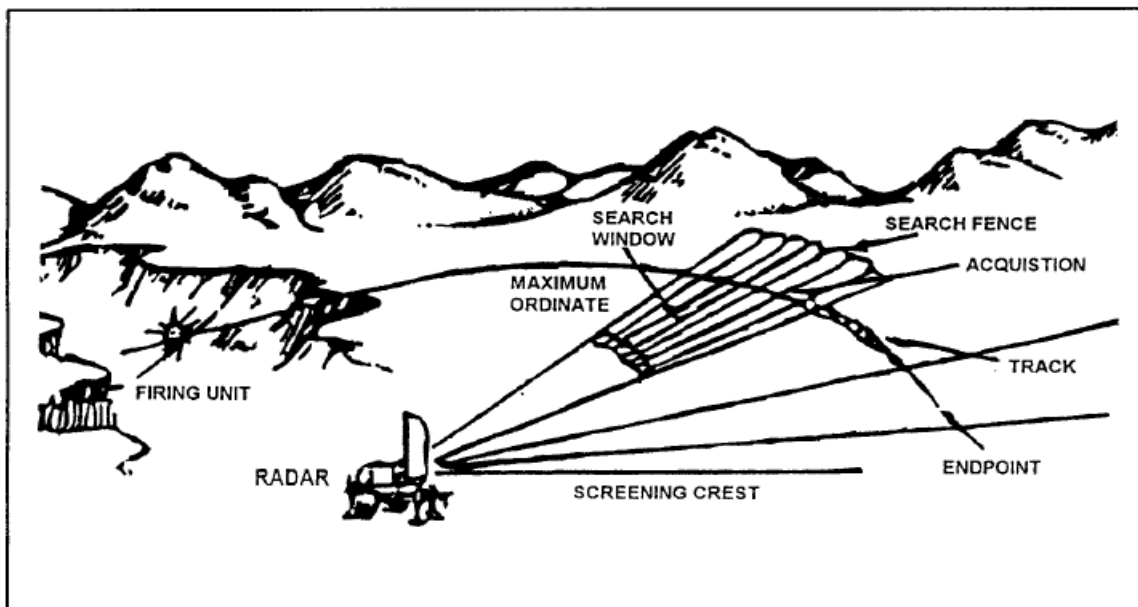 SEARCH
WINDOW
SEARCH FENCE
ACQUISTION
MAXIMUM
ORDINATE
TRACK
FIRING UNIT
ENDPOINT
RADAR
SCREENING CREST